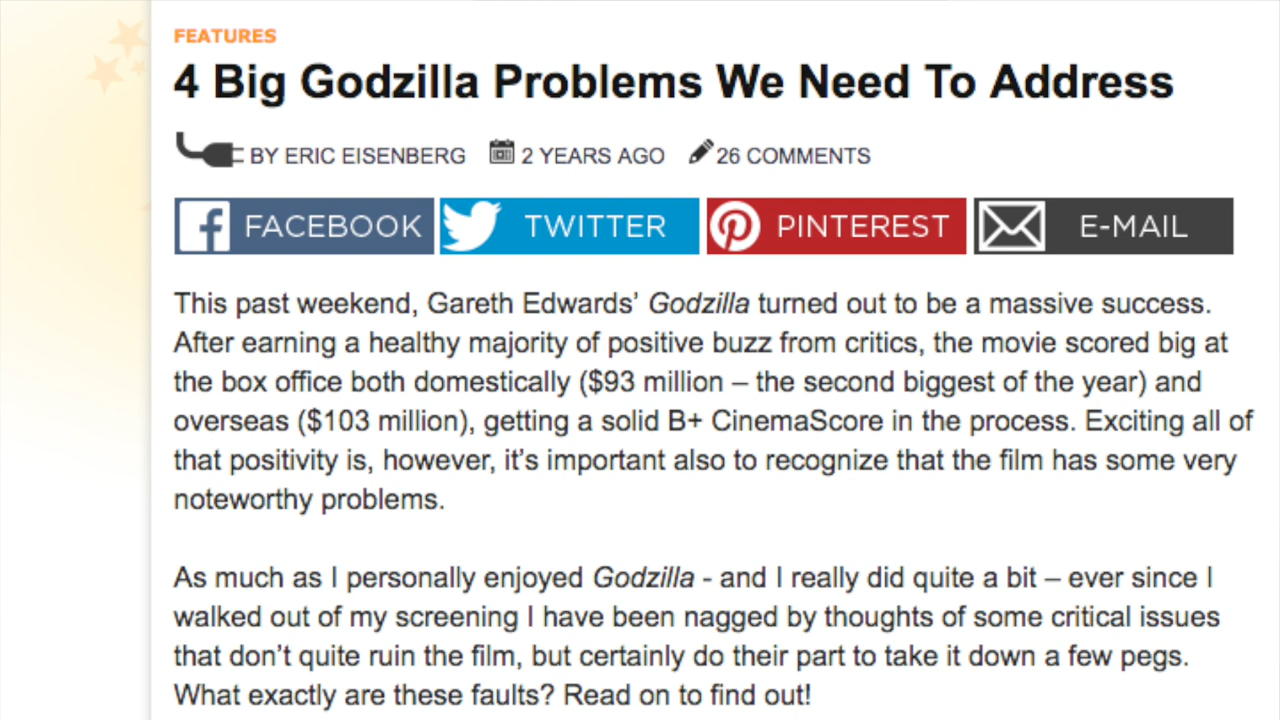 FEATURES
4 Big Godzilla Problems We Need To Address
BY ERIC EISENBERG 2 YEARS AGO 26 COMMENTS
FACEBOOK TWITTER PINTEREST E-MAIL
This past weekend, Gareth Edwards’ Godzilla turned out to be a massive success.
After earning a healthy majority of positive buzz from critics, the movie scored big at
the box office both domestically ($93 million – the second biggest of the year) and
overseas ($103 million), getting a solid B+ CinemaScore in the process. Exciting all of
that positivity is, however, it’s important also to recognize that the film has some very
noteworthy problems.
As much as I personally enjoyed Godzilla - and I really did quite a bit – ever since I
walked out of my screening I have been nagged by thoughts of some critical issues
that don’t quite ruin the film, but certainly do their part to take it down a few pegs.
What exactly are these faults? Read on to find out!